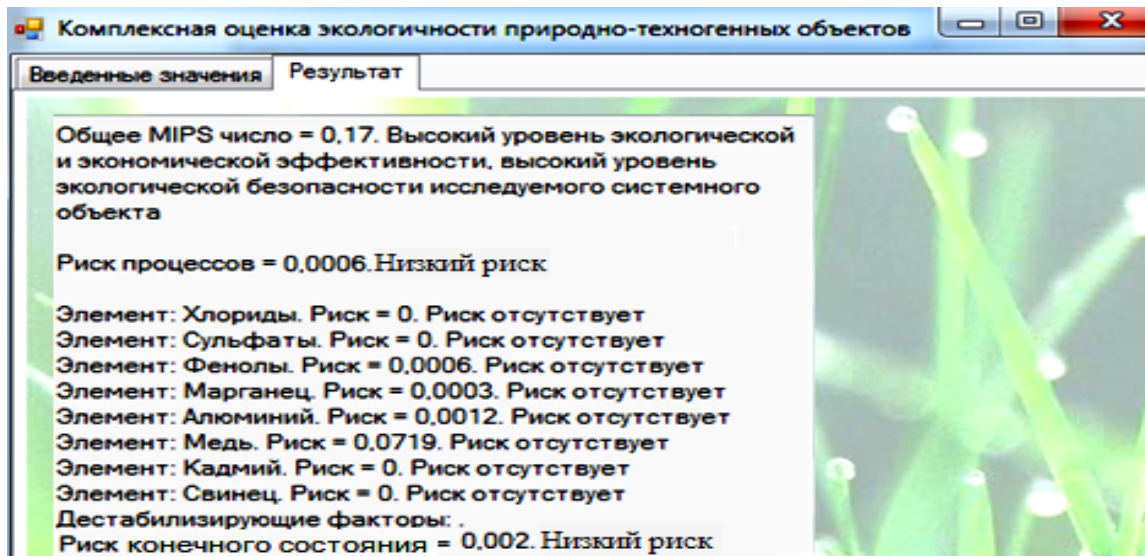 Комплексная оценка экологичности природно-техногенных объектов
Введенные значения Результат
Общее MIPS число = 0,17. Высокий уровень экологической
и экономической эффективности, высокий уровень
экологической безопасности исследуемого системного
объекта
Риск процессов = 0,0006. Низкий риск
Элемент: Хлориды. Риск = 0. Риск отсутствует
Элемент: Сульфаты. Риск = 0. Риск отсутствует
Элемент: Фенолы. Риск = 0,0006. Риск отсутствует
Элемент: Марганец. Риск = 0,0003. Риск отсутствует
Элемент: Алюминий. Риск = 0,0012. Риск отсутствует
Элемент: Медь. Риск = 0,0719. Риск отсутствует
Элемент: Кадмий. Риск = 0. Риск отсутствует
Элемент: Свинец. Риск = 0. Риск отсутствует
Дестабилизирующие факторы: .
Риск конечного состояния = 0,002. Низкий риск